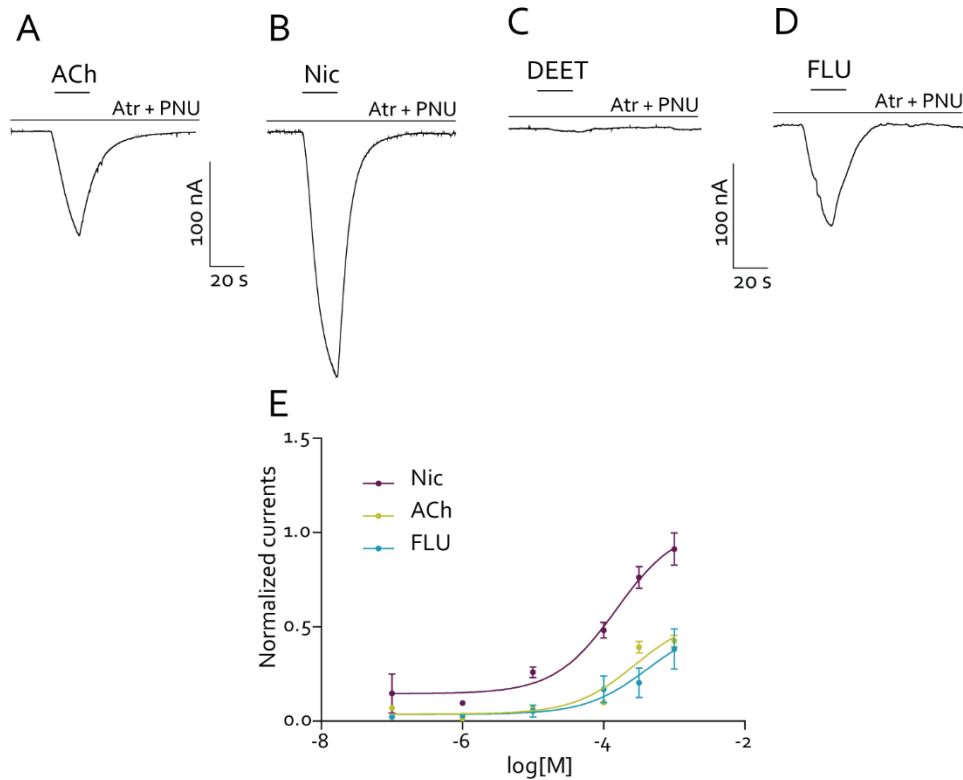 A
B
C
D
ACh
Nic
DEET
FLU
Atr + PNU
Atr + PNU
Atr + PNU
Atr + PNU
100 nA
20 s
100 nA
20 s
E
1.5
1.0
0.5
0.0
Normalized currents
Nic
ACh
FLU
-8
-6
-4
-2
log[M]